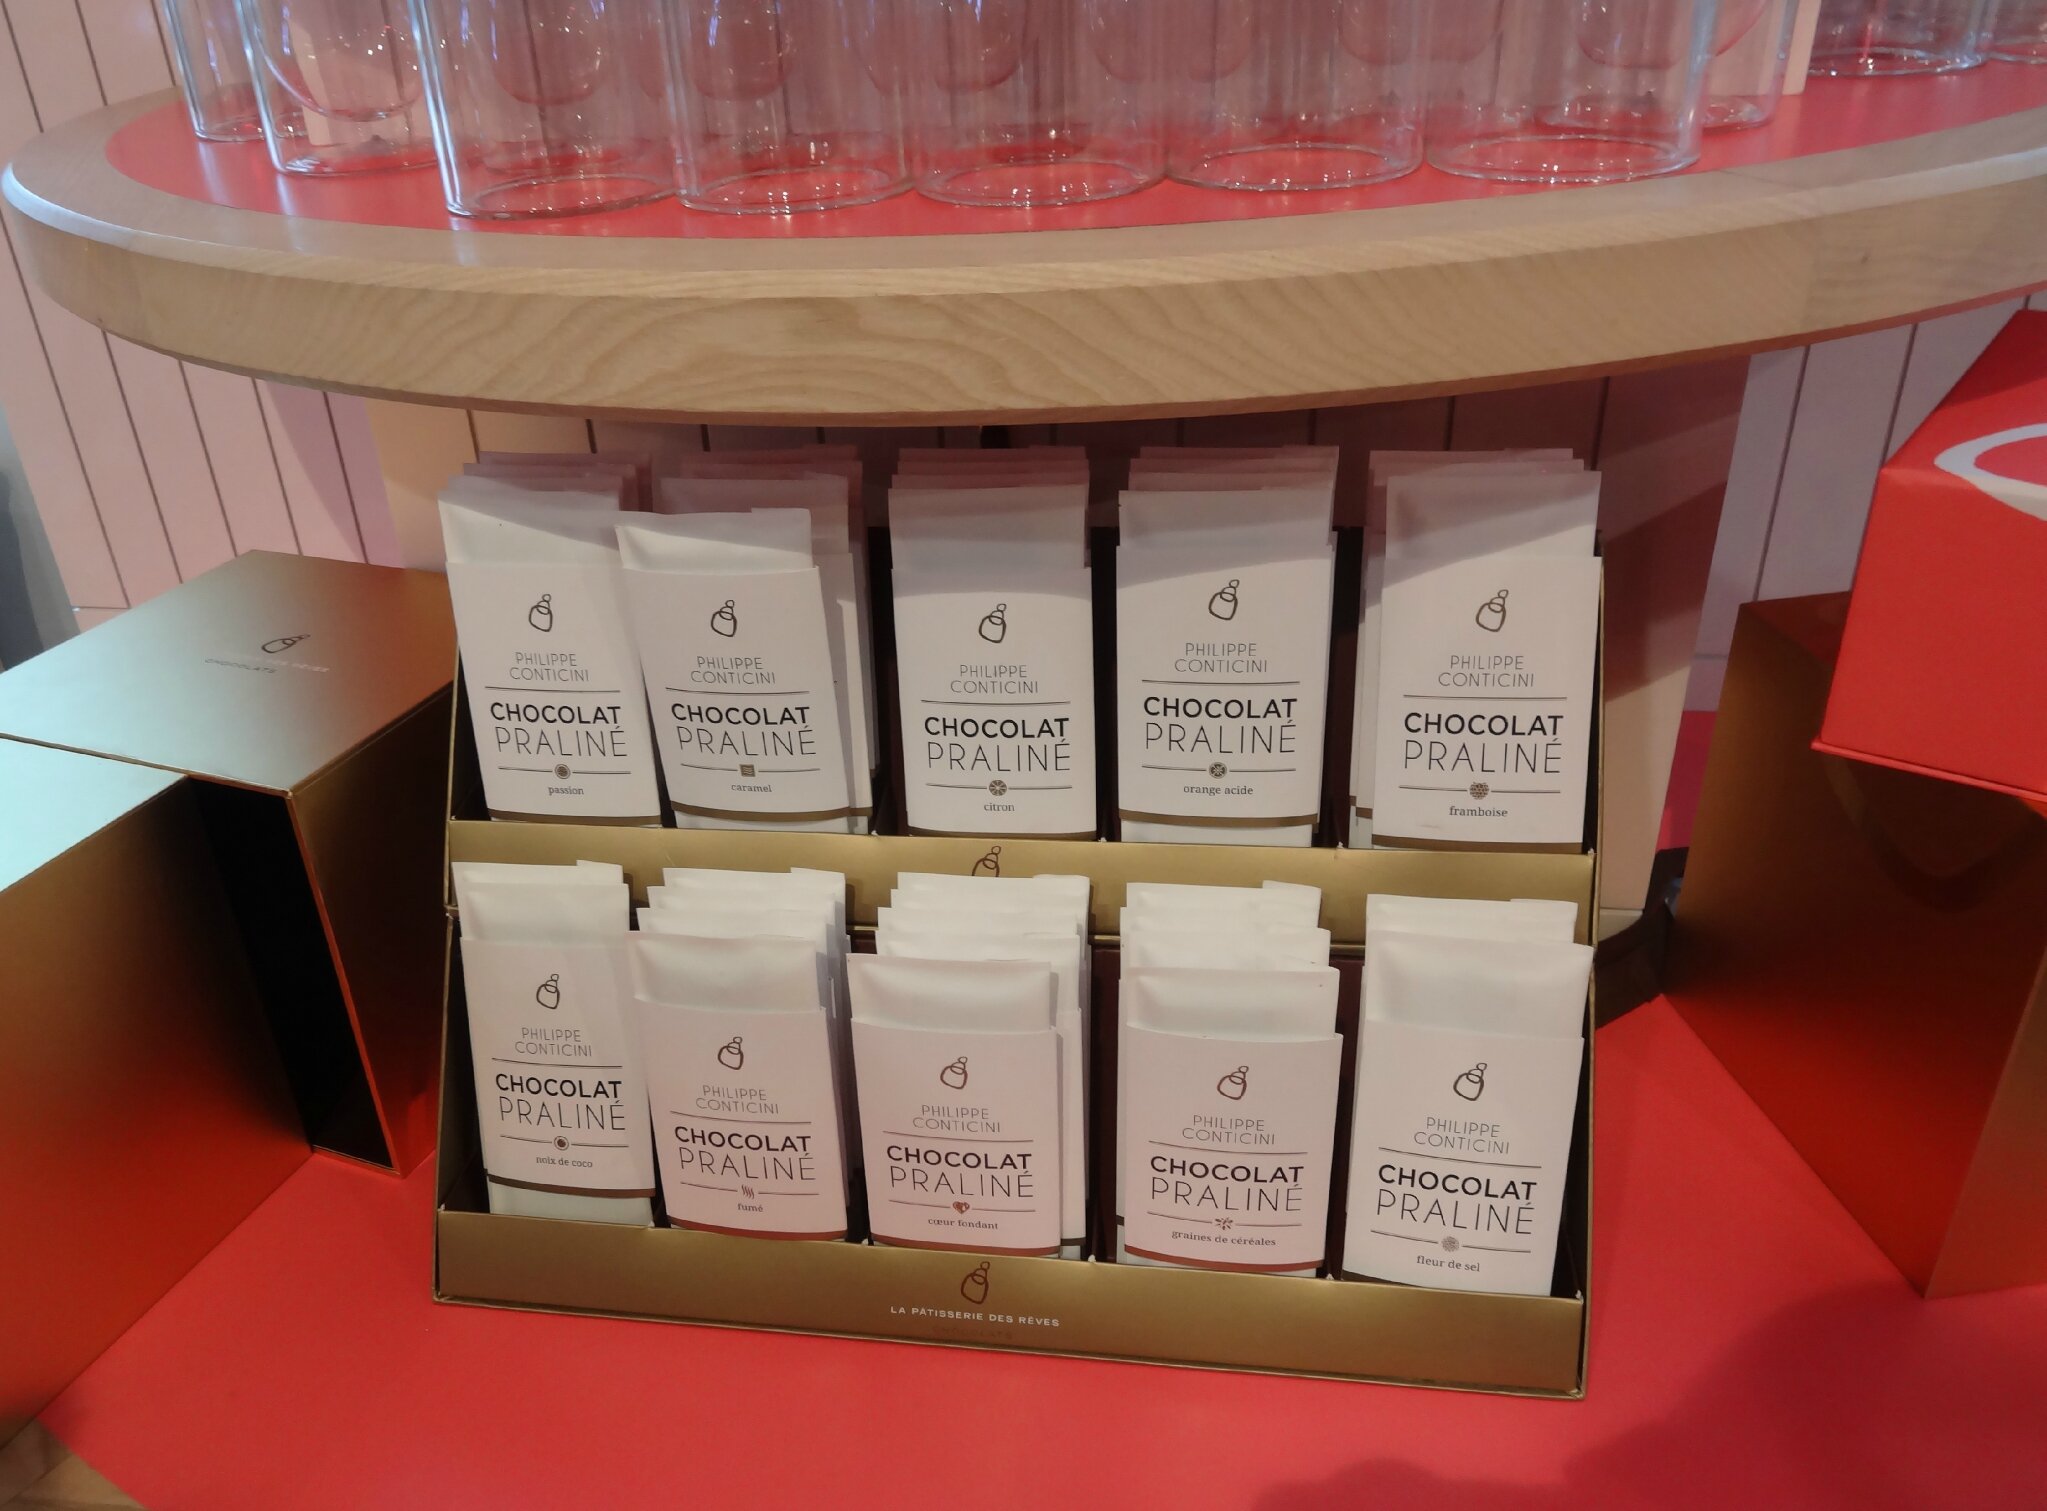 PHILIPPE
CONTICINI
CHOCOLAT
PRALINÉ
passion
PHILIPPE
CONTICINI
CHOCOLAT
PRALINÉ
caramel
PHILIPPE
CONTICINI
CHOCOLAT
PRALINÉ
citron
PHILIPPE
CONTICINI
CHOCOLAT
PRALINÉ
orange acide
PHILIPPE
CONTICINI
CHOCOLAT
PRALINÉ
framboise
PHILIPPE
CONTICINI
CHOCOLAT
PRALINÉ
noix de coco
PHILIPPE
CONTICINI
CHOCOLAT
PRALINÉ
fumé
PHILIPPE
CONTICINI
CHOCOLAT
PRALINÉ
cœur fondant
PHILIPPE
CONTICINI
CHOCOLAT
PRALINÉ
graines de céréales
PHILIPPE
CONTICINI
CHOCOLAT
PRALINÉ
fleur de sel
LA PÂTISSERIE DES RÊVES
CHOCOLATS
CHOCOLATS